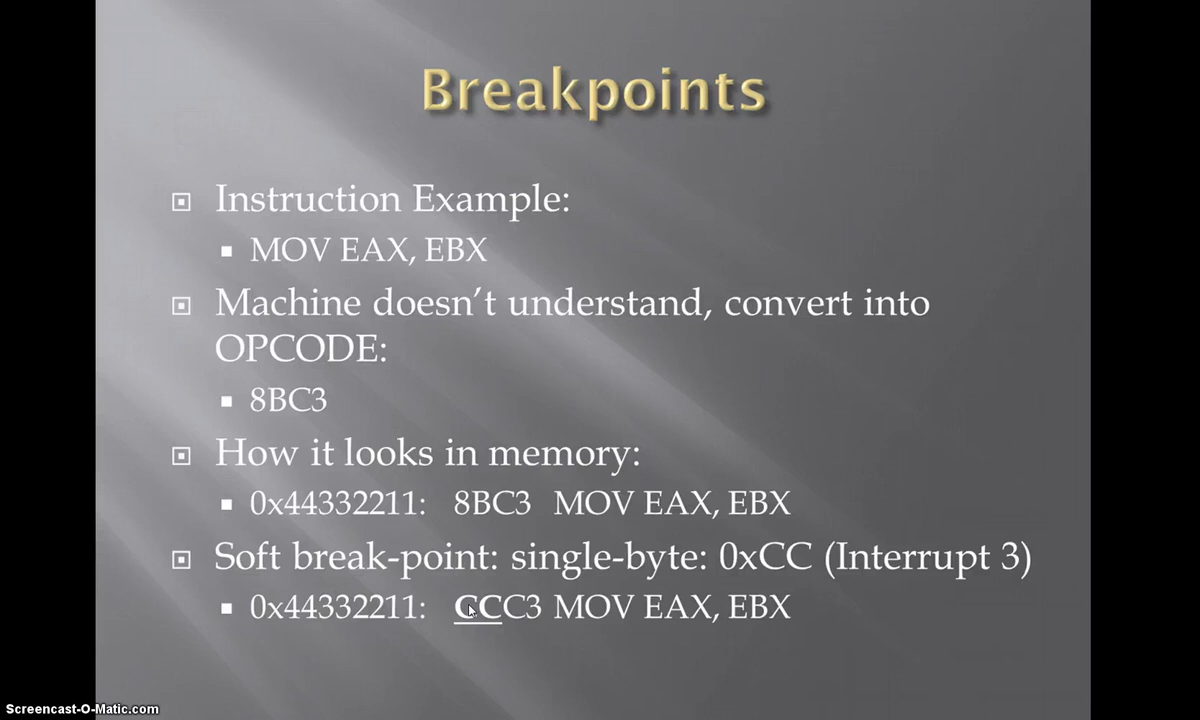 Breakpoints
Instruction Example:
MOV EAX, EBX
Machine doesn't understand, convert into
OPCODE:
8BC3
How it looks in memory:
0x44332211: 8BC3 MOV EAX, EBX
Soft break-point: single-byte: 0xCC (Interrupt 3)
0x44332211: CCC3 MOV EAX, EBX
Screencast-O-Matic.com